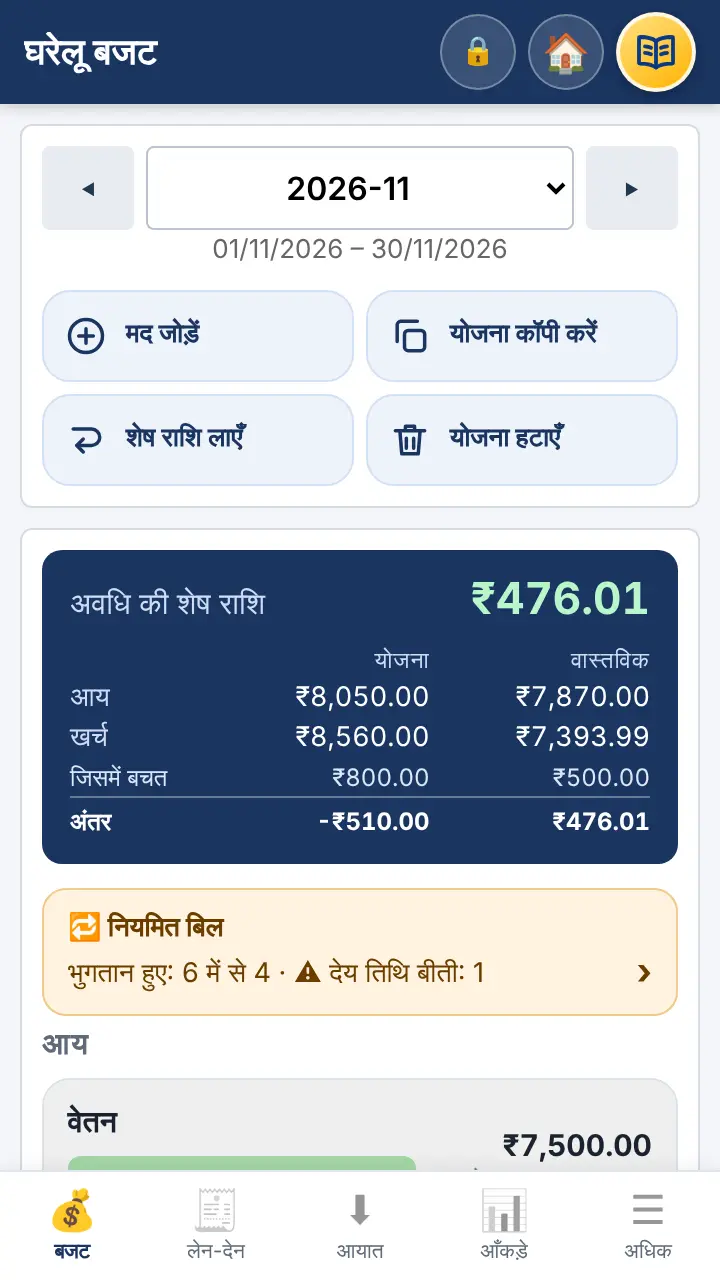 घरेलू बजट
2026-11
01/11/2026 – 30/11/2026
मद जोड़ें
योजना कॉपी करें
शेष राशि लाएँ
योजना हटाएँ
अवधि की शेष राशि ₹476.01
योजना वास्तविक
आय ₹8,050.00 ₹7,870.00
खर्च ₹8,560.00 ₹7,393.99
जिसमें बचत ₹800.00 ₹500.00
अंतर -₹510.00 ₹476.01
🔁 नियमित बिल
भुगतान हुए: 6 में से 4 · ⚠ देय तिथि बीती: 1 ›
आय
वेतन
₹7,500.00
बजट लेन-देन आयात आँकड़े अधिक